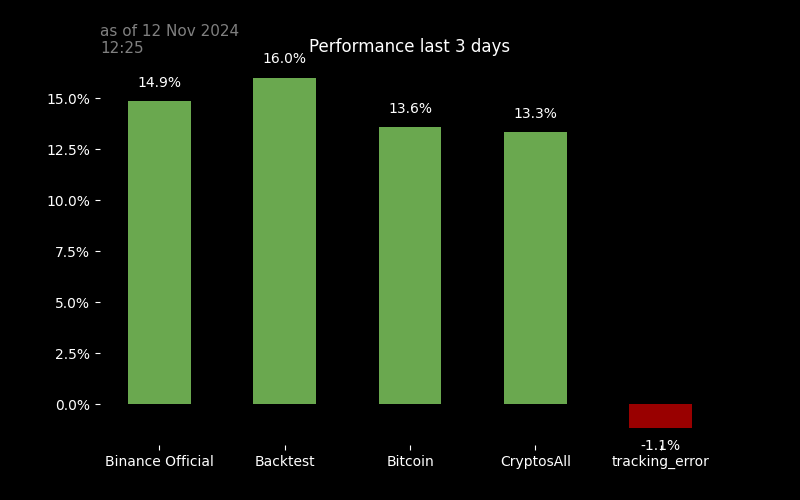 as of 12 Nov 2024
12:25
Performance last 3 days
14.9%
16.0%
13.6%
13.3%
-1.1%
15.0%
12.5%
10.0%
7.5%
5.0%
2.5%
0.0%
Binance Official
Backtest
Bitcoin
CryptosAll
tracking_error